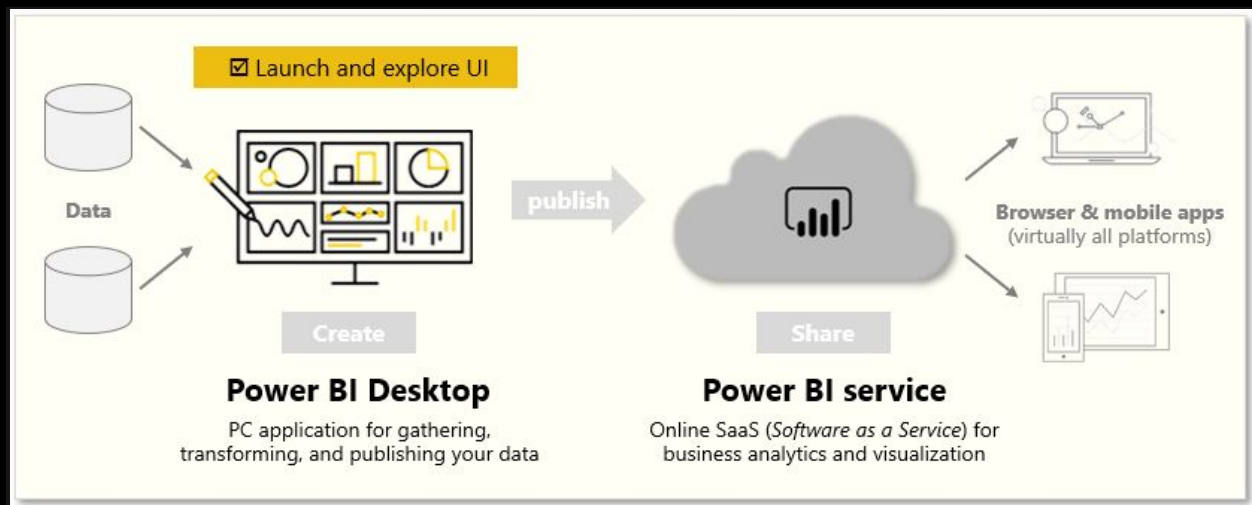 ☑ Launch and explore UI
Data
publish
Browser & mobile apps
(virtually all platforms)
Create
Share
Power BI Desktop
PC application for gathering,
transforming, and publishing your data
Power BI service
Online SaaS (Software as a Service) for
business analytics and visualization